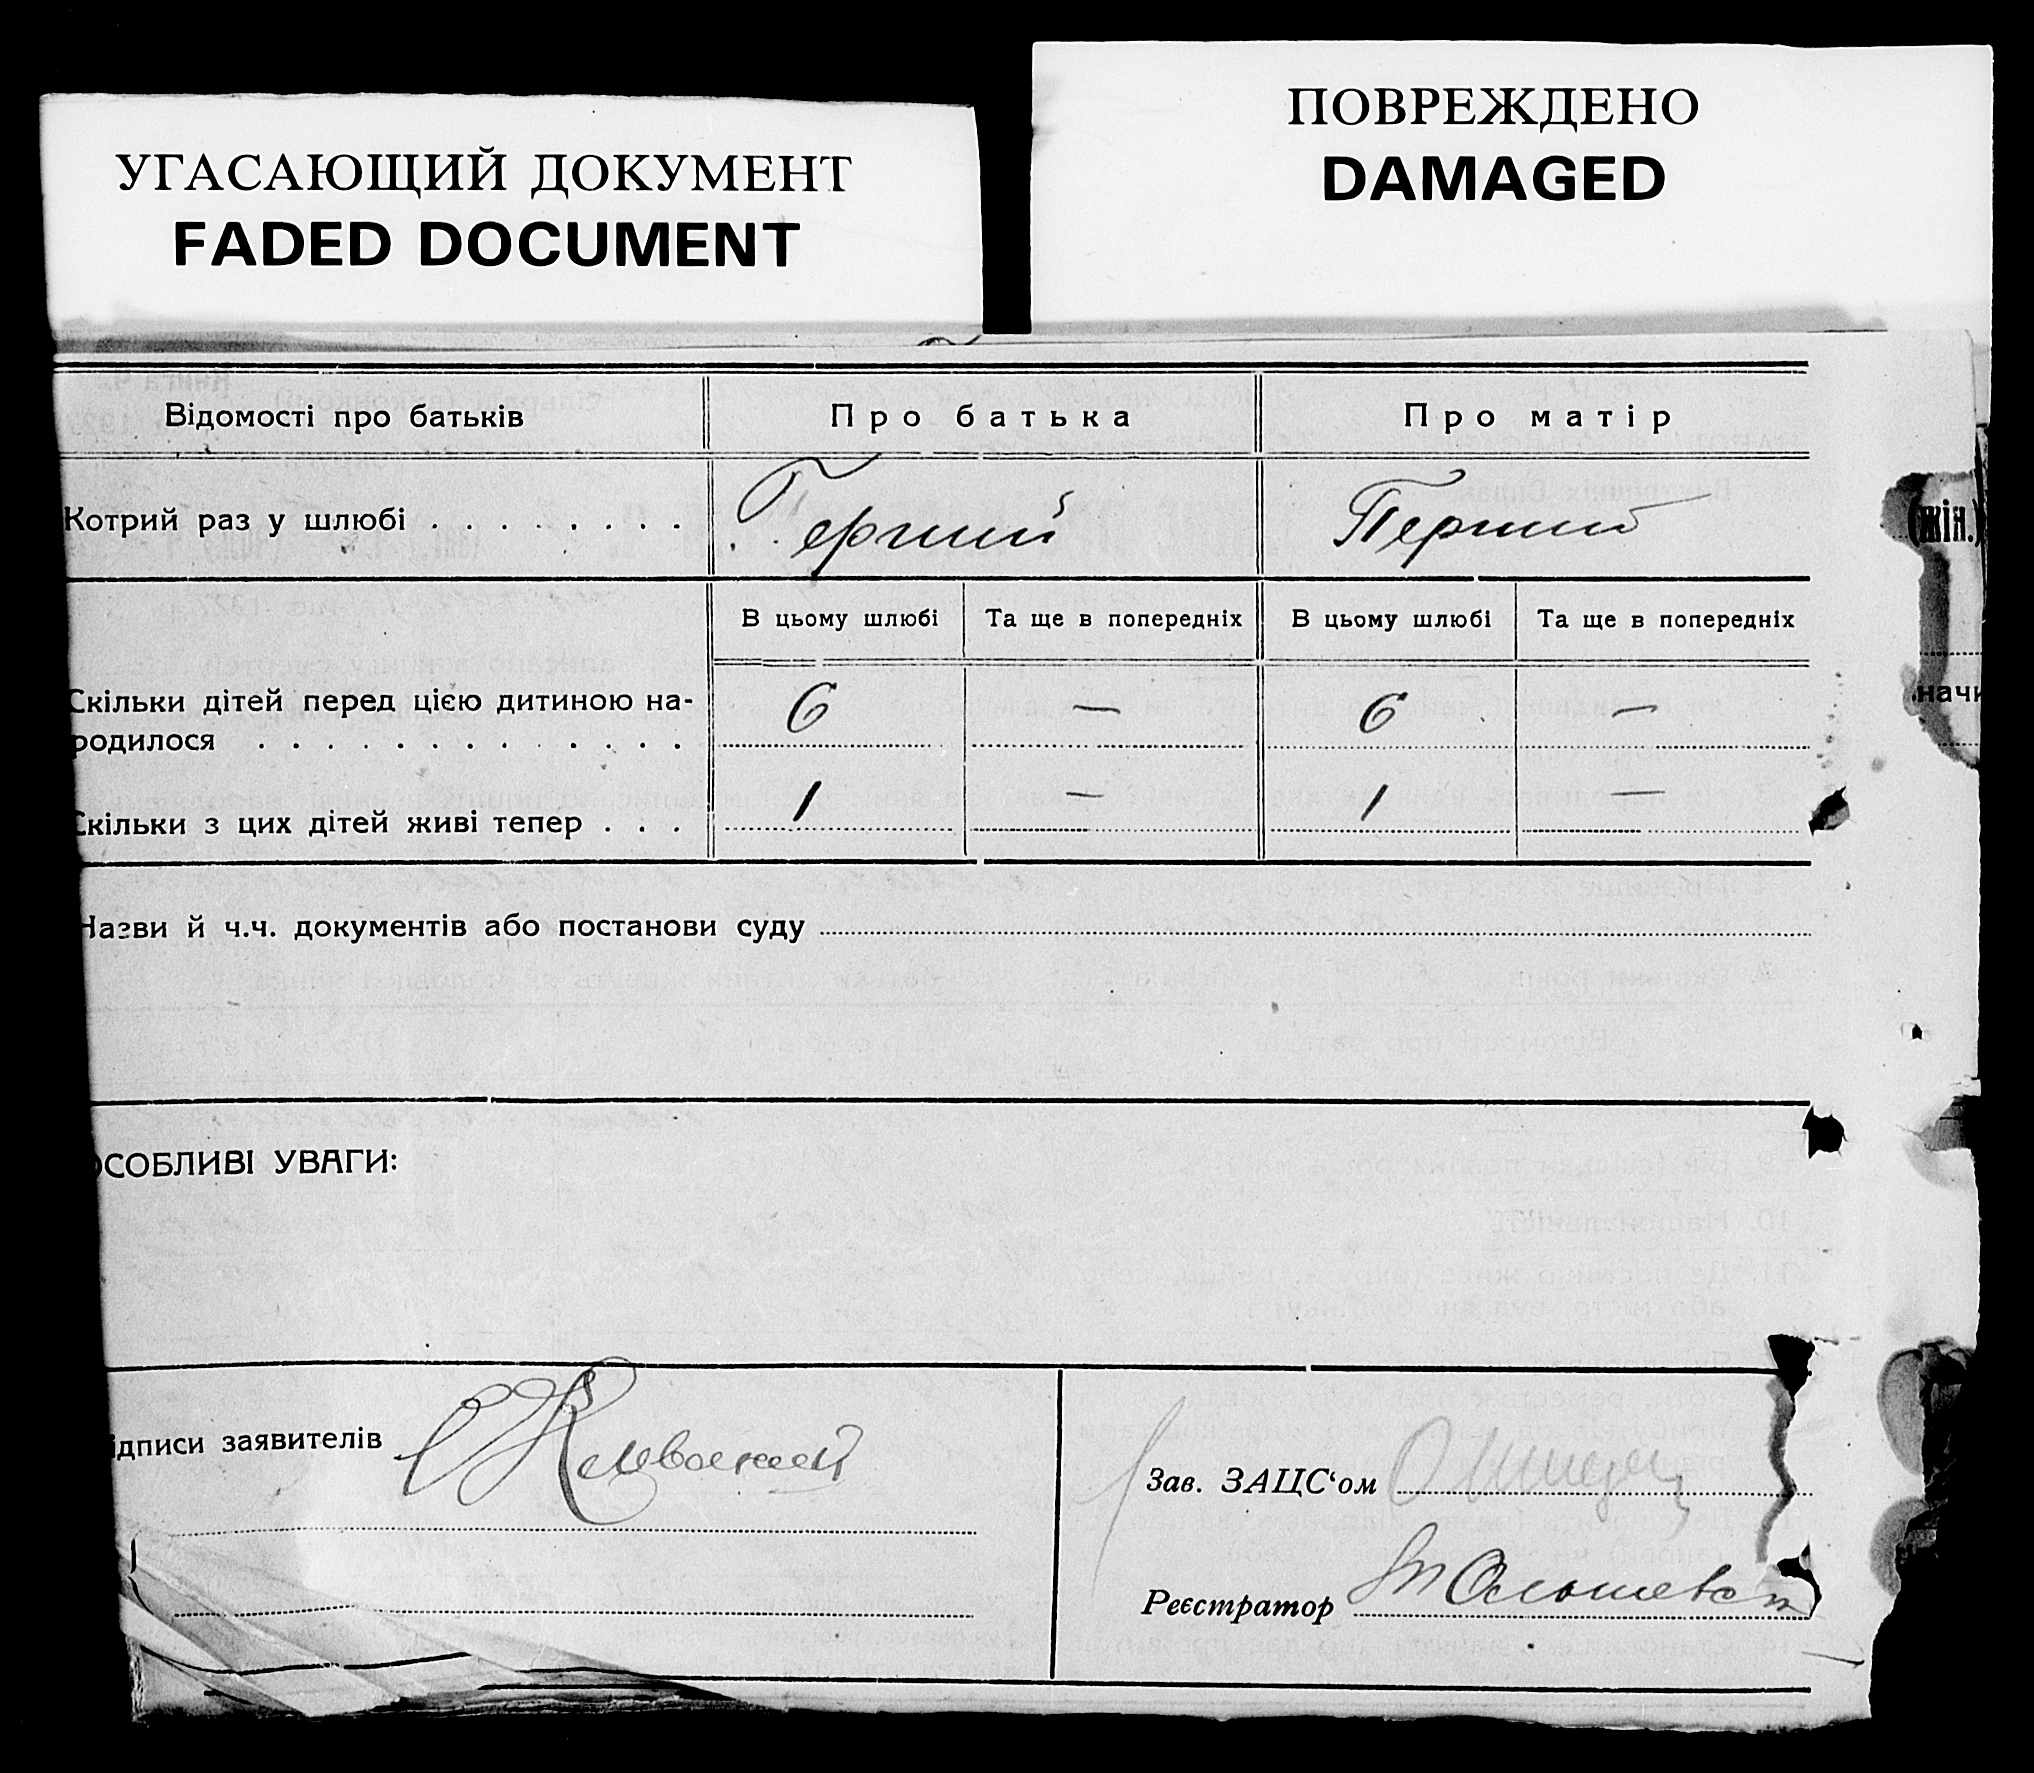 УГАСАЮЩИЙ ДОКУМЕНТ
FADED DOCUMENT
ПОВРЕЖДЕНО
DAMAGED
Відомості про батьків Про батька Про матір
Котрий раз у шлюбі . . . . . . . . Перший Перший
(жін.)
В цьому шлюбі Та ще в попередніх В цьому шлюбі Та ще в попередніх
Скільки дітей перед цією дитиною на-
родилося . . . . . . . . . . . . . 6 — 6 —
Скільки з цих дітей живі тепер . . . 1 — 1 —
Назви й ч.ч. документів або постанови суду
ОСОБЛИВІ УВАГИ:
ідписи заявителів
Зав. ЗАЦС‘ом
Реєстратор